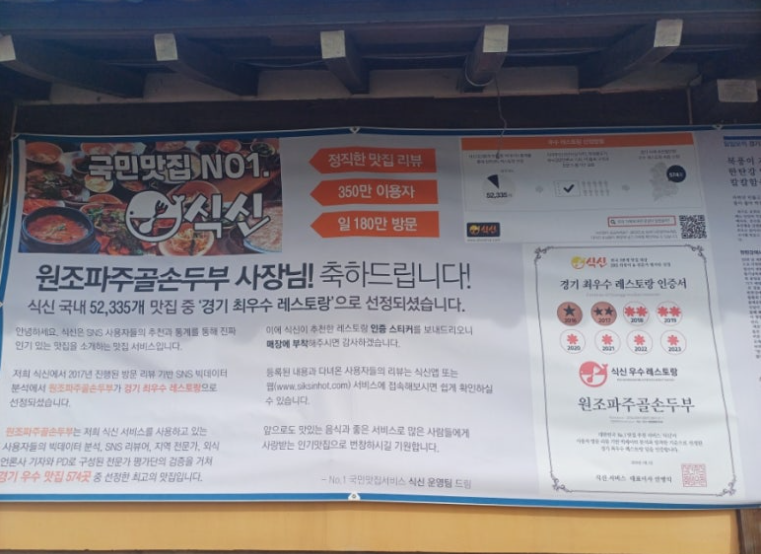 국민맛집 NO1.
식신
정직한 맛집 리뷰
350만 이용자
일 180만 방문
52,335
식신
원조파주골손두부 사장님! 축하드립니다!
식신 국내 52,335개 맛집 중 '경기 최우수 레스토랑'으로 선정되셨습니다.
안녕하세요, 식신은 SNS 사용자들의 추천과 통계를 통해 진짜
인기 있는 맛집을 소개하는 맛집 서비스입니다.
저희 식신에서 2017년 진행된 방문 리뷰 기반 SNS 빅데이터
분석에서 원조파주골손두부가 경기 최우수 레스토랑으로
선정되셨습니다.
원조파주골손두부는 저희 식신 서비스를 사용하고 있는
사용자들의 빅데이터 분석, SNS 리뷰어, 지역 전문가, 외식
언론사 기자와 PD로 구성된 전문가 평가단의 검증을 거쳐
경기 우수 맛집 574곳 중 선정한 최고의 맛집입니다.
이에 식신이 추천한 레스토랑 인증 스티커를 보내드리오니
매장에 부착해주시면 감사하겠습니다.
등록된 내용과 다녀온 사용자들의 리뷰는 식신앱 또는
웹(www.siksinhot.com) 서비스에 접속해보시면 쉽게 확인하실
수 있습니다.
앞으로도 맛있는 음식과 좋은 서비스로 많은 사람들에게
사랑받는 인기맛집으로 번창하시길 기원합니다.
- No.1 국민맛집서비스 식신 운영팀 드림
식신
경기 최우수 레스토랑 인증서
2016 2017 2018 2019
2020 2021 2022 2023
식신 우수레스토랑
원조파주골손두부
식신 서비스 대표이사 안병익